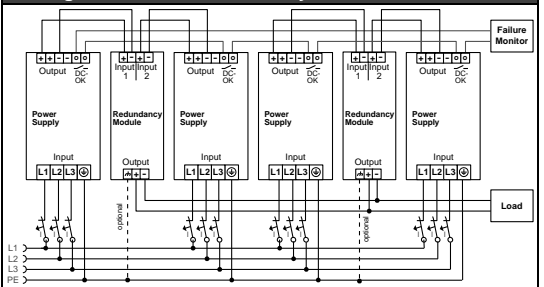 Failure
Monitor
+ + - - o o
Output
DC-
OK
Power
Supply
Input
L1 L2 L3
+ - + -
Input Input
1 2
Redundancy
Module
Output
+ -
optional
+ + - - o o
Output
DC-
OK
Power
Supply
Input
L1 L2 L3
+ + - - o o
Output
DC-
OK
Power
Supply
Input
L1 L2 L3
+ - + -
Input Input
1 2
Redundancy
Module
Output
+ -
optional
+ + - - o o
Output
DC-
OK
Power
Supply
Input
L1 L2 L3
Load
I
I
I
I
I
I
I
I
I
I
I
I
L1
L2
L3
PE